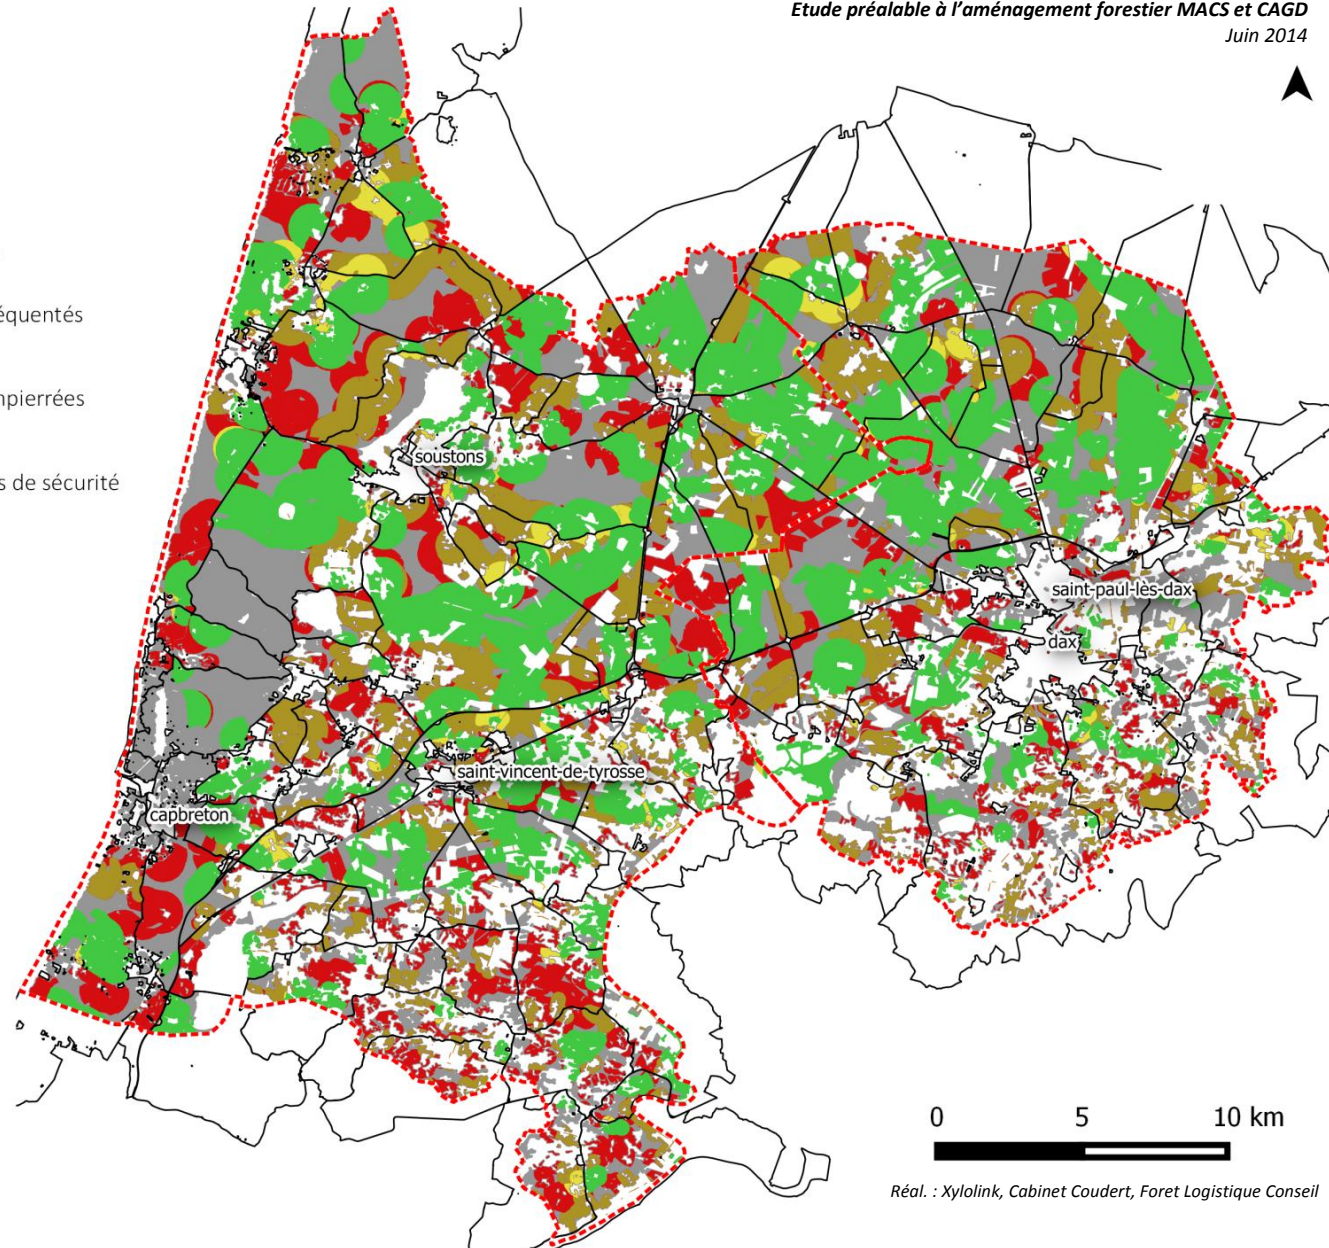 Etude préalable à l'aménagement forestier MACS et CAGD
Juin 2014
équentés
npierrées
s de sécurité
soustons
saint-paul-les-dax
dax
saint-vincent-de-tyrosse
capbreton
0 5 10 km
Réal. : Xylolink, Cabinet Coudert, Foret Logistique Conseil